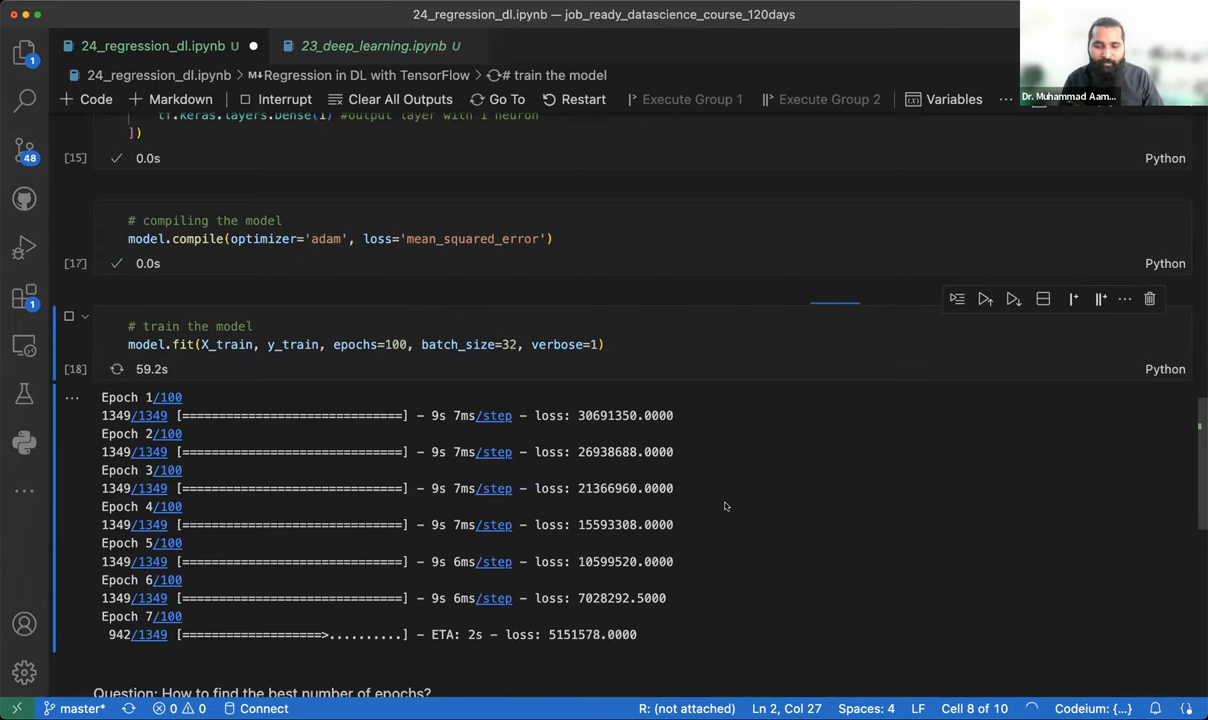 24_regression_dl.ipynb — job_ready_datascience_course_120days
24_regression_dl.ipynb U
23_deep_learning.ipynb U
24_regression_dl.ipynb > M↓Regression in DL with TensorFlow > # train the model
+ Code + Markdown Interrupt Clear All Outputs Go To Restart Execute Group 1 Execute Group 2 Variables ...
Dr. Muhammad Aam...
tf.keras.layers.Dense(1) #output layer with 1 neuron
])
[15] ✓ 0.0s Python
# compiling the model
model.compile(optimizer='adam', loss='mean_squared_error')
[17] ✓ 0.0s Python
# train the model
model.fit(X_train, y_train, epochs=100, batch_size=32, verbose=1)
[18] 59.2s Python
... Epoch 1/100
1349/1349 [==============================] - 9s 7ms/step - loss: 30691350.0000
Epoch 2/100
1349/1349 [==============================] - 9s 7ms/step - loss: 26938688.0000
Epoch 3/100
1349/1349 [==============================] - 9s 7ms/step - loss: 21366960.0000
Epoch 4/100
1349/1349 [==============================] - 9s 7ms/step - loss: 15593308.0000
Epoch 5/100
1349/1349 [==============================] - 9s 6ms/step - loss: 10599520.0000
Epoch 6/100
1349/1349 [==============================] - 9s 6ms/step - loss: 7028292.5000
Epoch 7/100
942/1349 [===================>..........] - ETA: 2s - loss: 5151578.0000
Question: How to find the best number of epochs?
1
48
1
master* 0 0 Connect R: (not attached) Ln 2, Col 27 Spaces: 4 LF Cell 8 of 10 Codeium: {...}